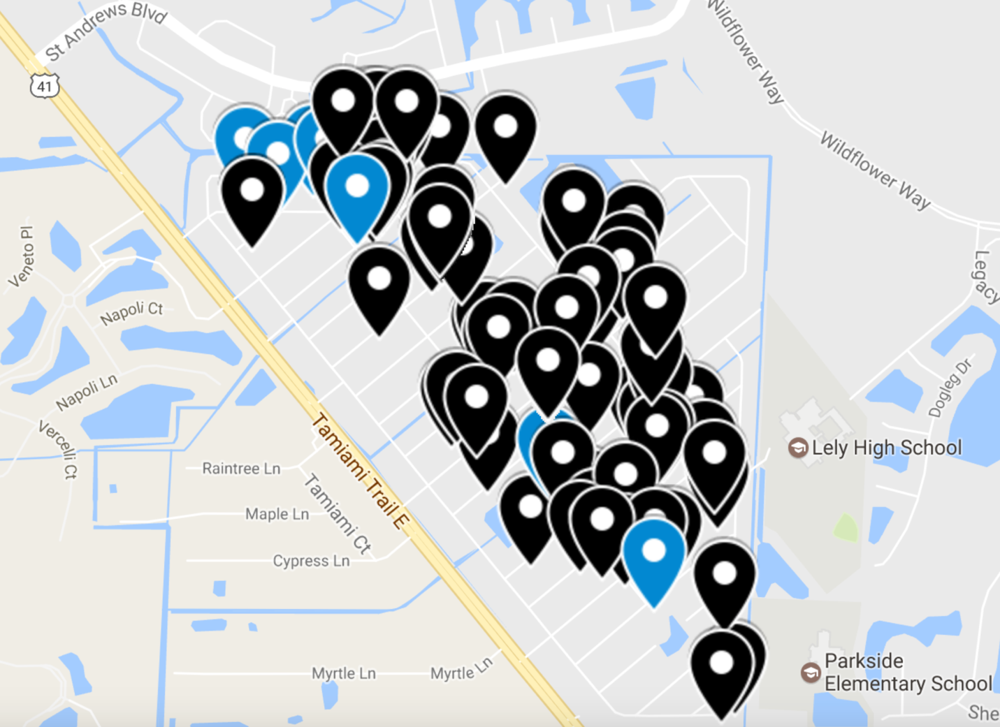 St Andrews Blvd
41
Wildflower Way
Wildflower Way
Veneto Pl
Napoli Ct
Napoli Ln
Vercelli Ct
Legacy
Dogleg Dr
Lely High School
Raintree Ln
Tamiami Trail E
Tamiami Ct
Maple Ln
Cypress Ln
Myrtle Ln
Myrtle Ln
Parkside
Elementary School
She